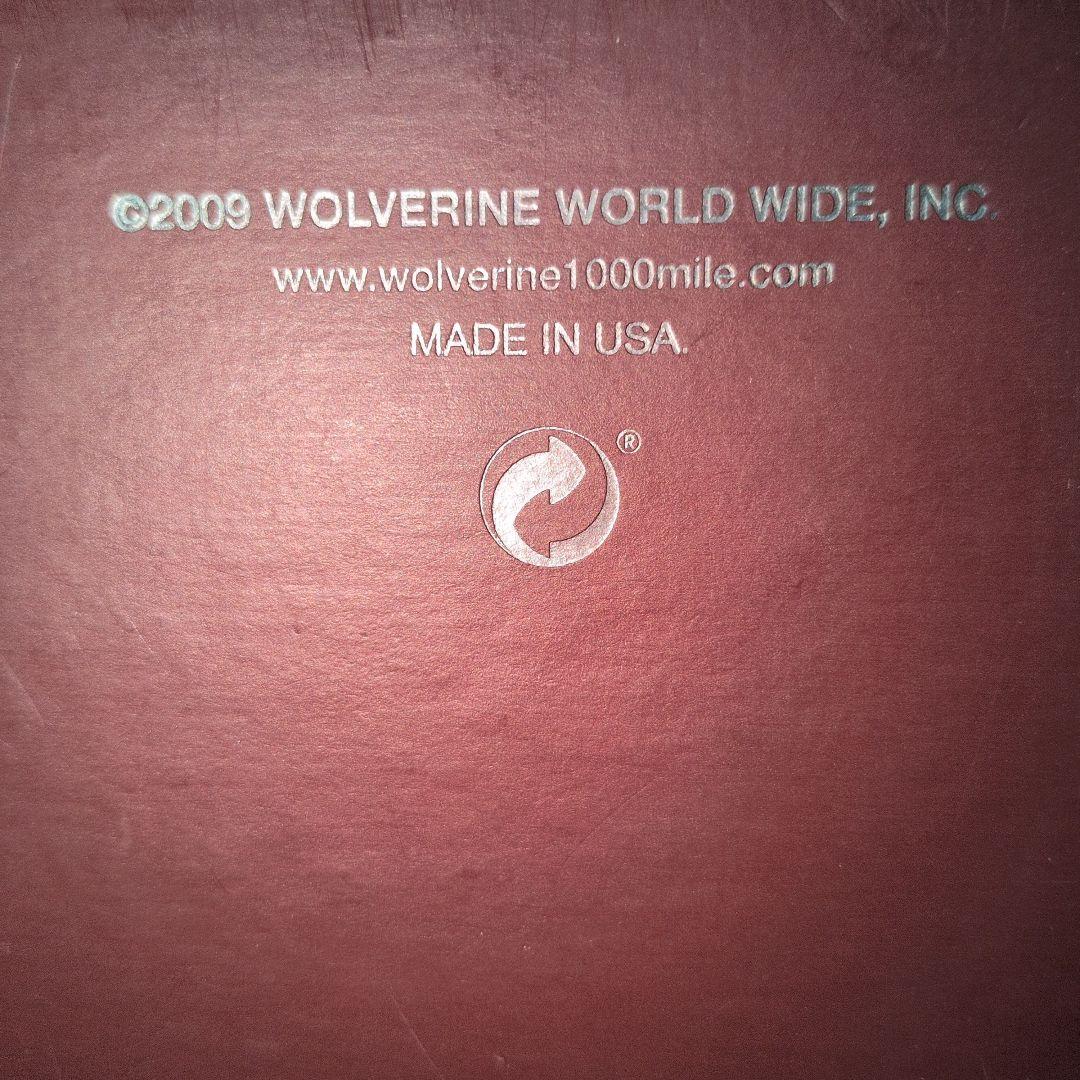 ©2009 WOLVERINE WORLD WIDE, INC.
www.wolverine1000mile.com
MADE IN USA.
®